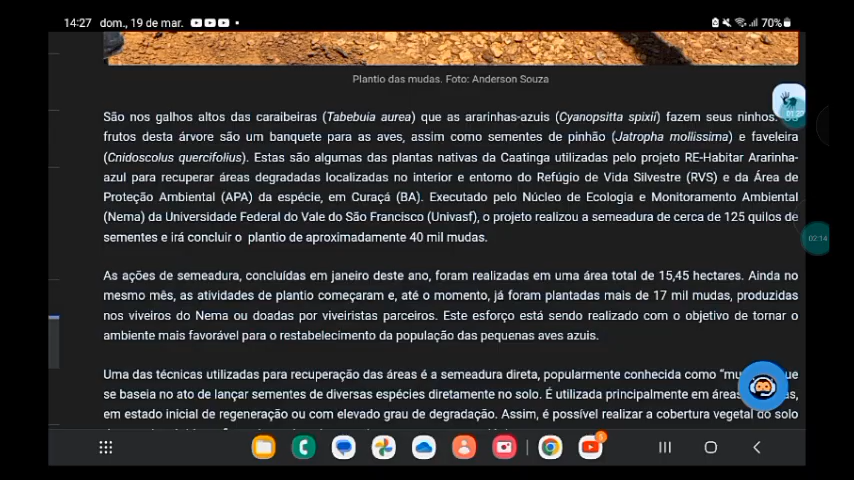 14:27 dom., 19 de mar.
70%
Plantio das mudas. Foto: Anderson Souza
São nos galhos altos das caraibeiras (Tabebuia aurea) que as ararinhas-azuis (Cyanopsitta spixii) fazem seus ninhos.
frutos desta árvore são um banquete para as aves, assim como sementes de pinhão (Jatropha mollissima) e faveleira
(Cnidoscolus quercifolius). Estas são algumas das plantas nativas da Caatinga utilizadas pelo projeto RE-Habitar Ararinha-
azul para recuperar áreas degradadas localizadas no interior e entorno do Refúgio de Vida Silvestre (RVS) e da Área de
Proteção Ambiental (APA) da espécie, em Curaçá (BA). Executado pelo Núcleo de Ecologia e Monitoramento Ambiental
(Nema) da Universidade Federal do Vale do São Francisco (Univasf), o projeto realizou a semeadura de cerca de 125 quilos de
sementes e irá concluir o plantio de aproximadamente 40 mil mudas.
02:14
As ações de semeadura, concluídas em janeiro deste ano, foram realizadas em uma área total de 15,45 hectares. Ainda no
mesmo mês, as atividades de plantio começaram e, até o momento, já foram plantadas mais de 17 mil mudas, produzidas
nos viveiros do Nema ou doadas por viveiristas parceiros. Este esforço está sendo realizado com o objetivo de tornar o
ambiente mais favorável para o restabelecimento da população das pequenas aves azuis.
Uma das técnicas utilizadas para recuperação das áreas é a semeadura direta, popularmente conhecida como
se baseia no ato de lançar sementes de diversas espécies diretamente no solo. É utilizada principalmente em áreas
em estado inicial de regeneração ou com elevado grau de degradação. Assim, é possível realizar a cobertura vegetal do solo